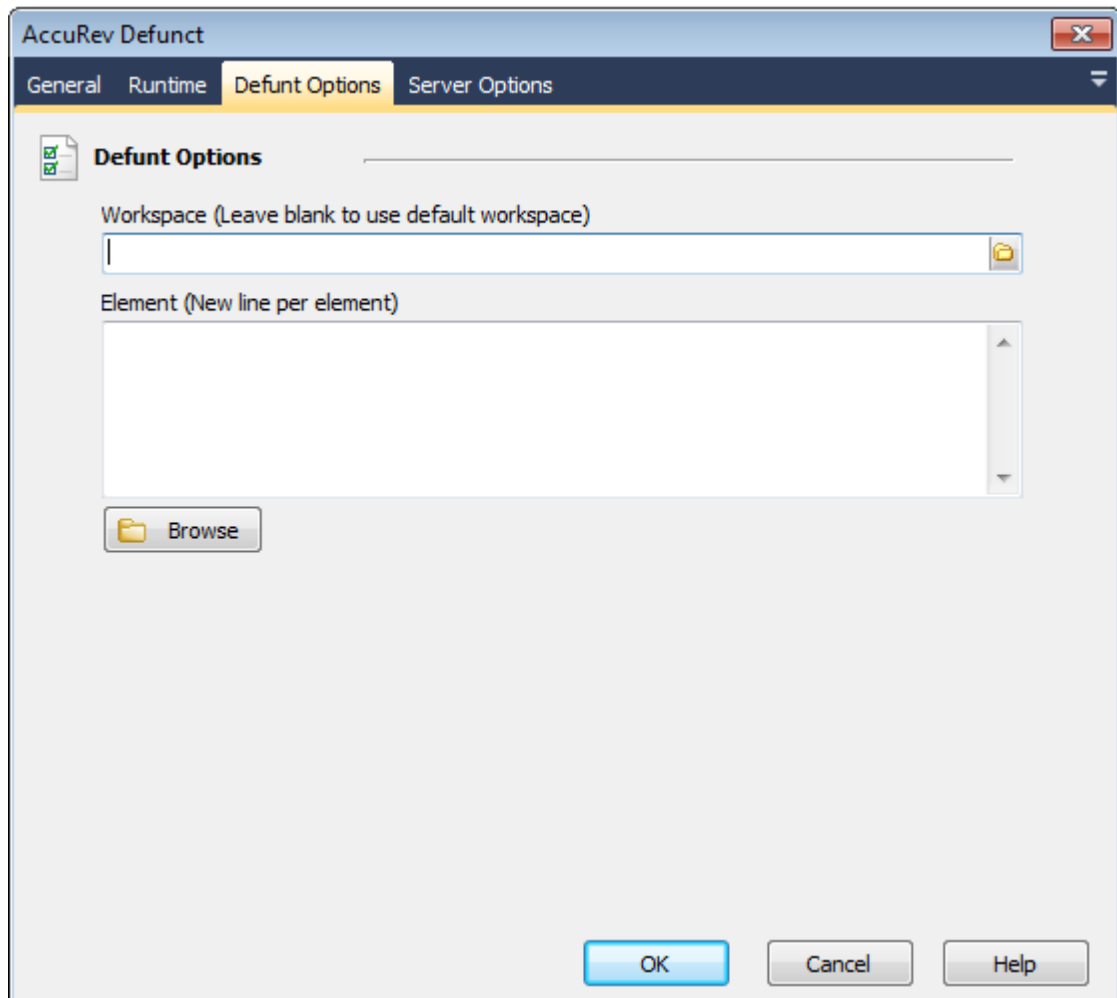 AccuRev Defunct
General Runtime Defunt Options Server Options
Defunt Options
Workspace (Leave blank to use default workspace)
Element (New line per element)
Browse
OK Cancel Help